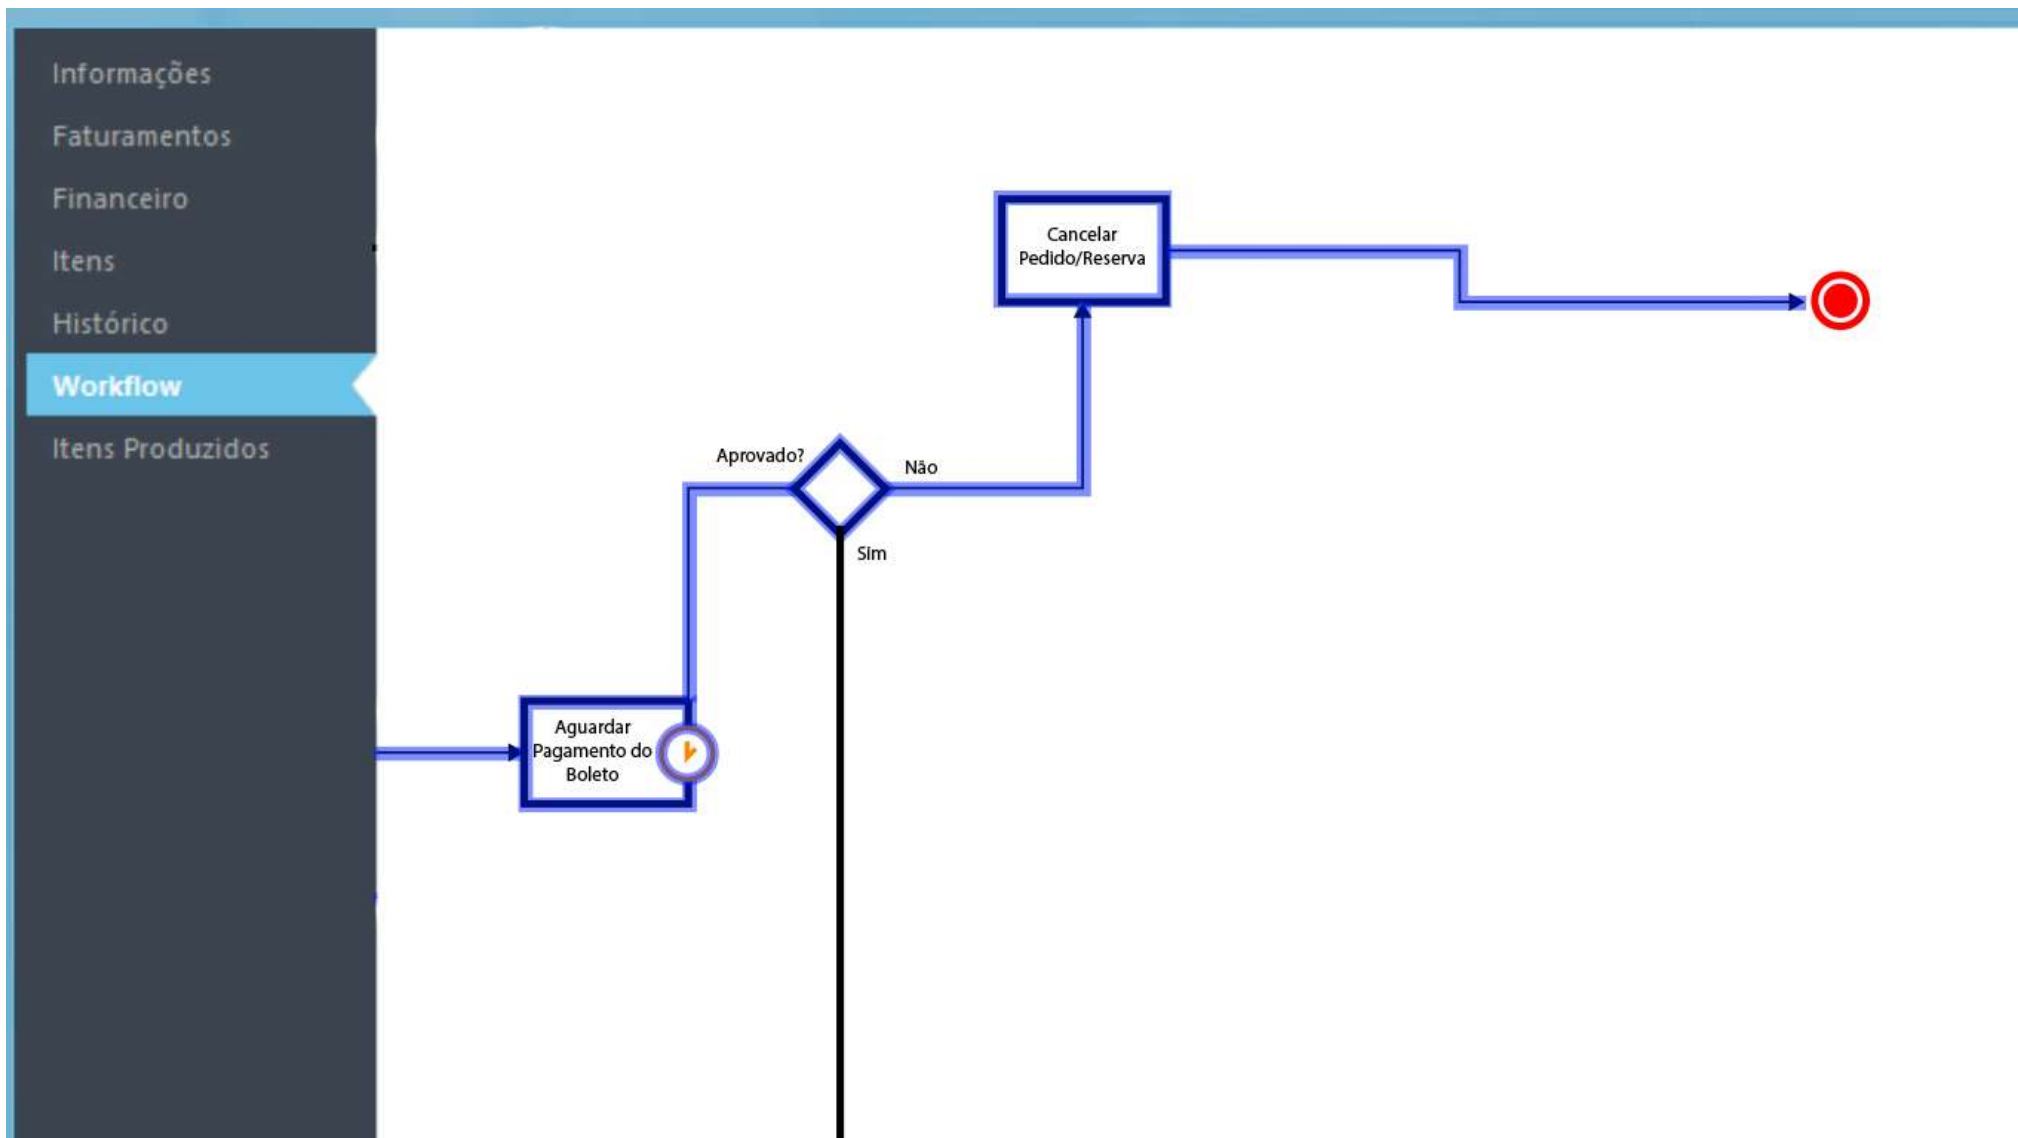 Informações
Faturamentos
Financeiro
Itens
Histórico
Workflow
Itens Produzidos
Cancelar
Pedido/Reserva
Aprovado?
Não
Sim
Aguardar
Pagamento do
Boleto